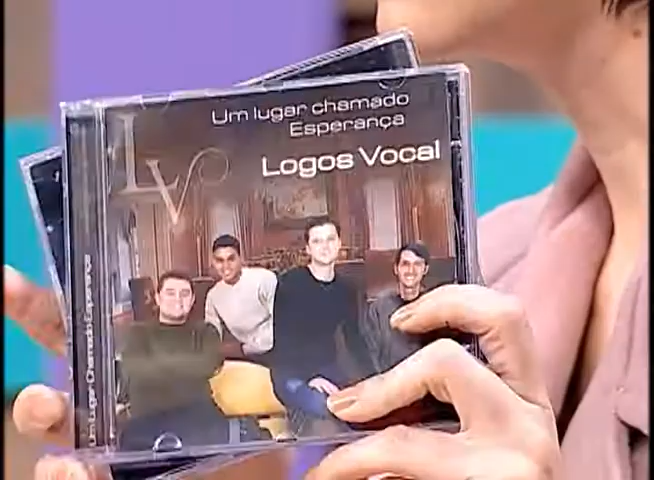 Um lugar chamado
Esperança
Logos Vocal
LV
Um lugar Chamado Esperança